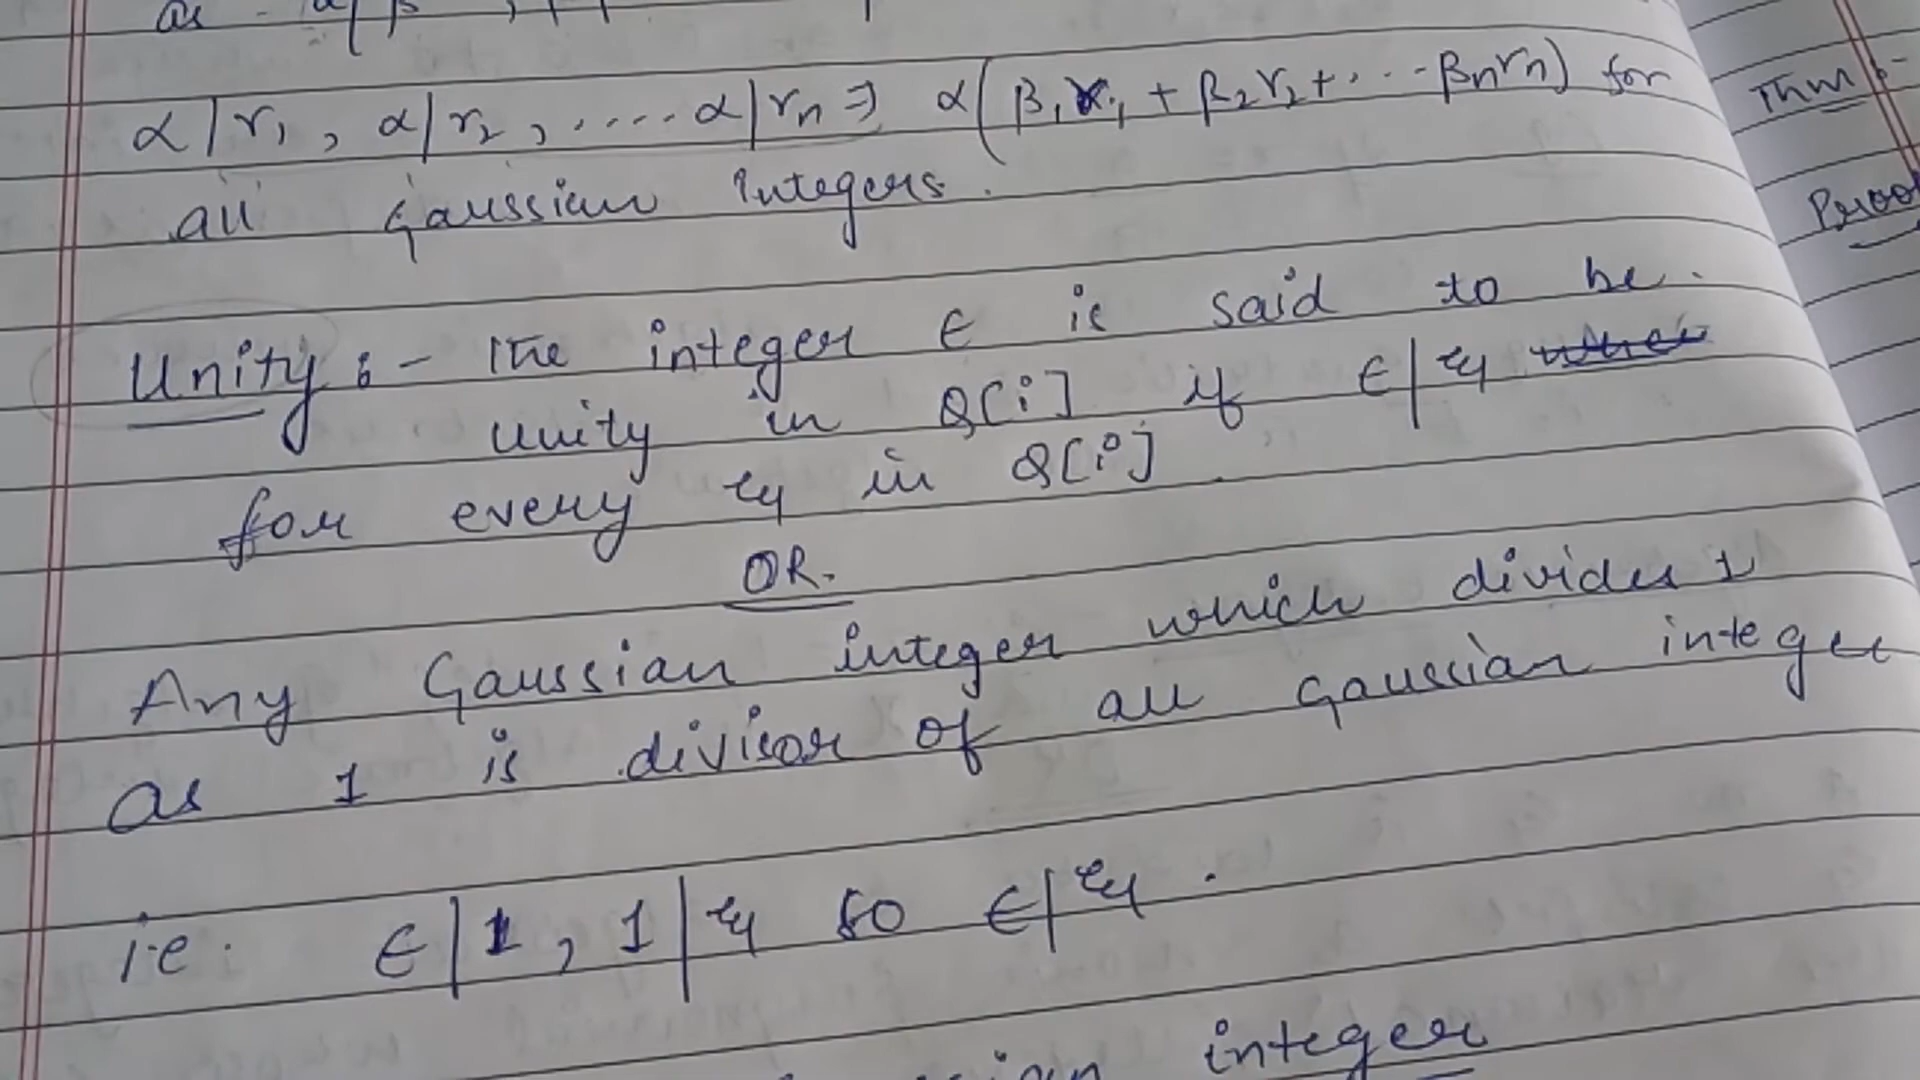 as
α|r₁, α|r₂, ..... α|rₙ ⇒ α|(β₁r₁ + β₂r₂ + ... βₙrₙ) for
all Gaussian Integers.
Thm :-
Proof
Unity :- The integer ϵ is said to be
unity in Q[i] if ϵ|ξ
for every ξ in Q[i].
OR.
Any Gaussian integer which divides 1
as 1 is divisor of all Gaussian integer
i.e. ϵ|1, 1|ξ so ϵ|ξ.
integer